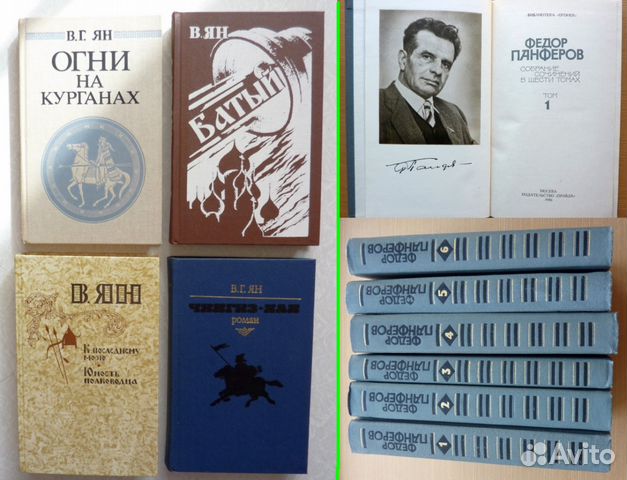 В.Г. ЯН
ОГНИ
НА
КУРГАНАХ
В. ЯН
БАТЫЙ
В. ЯН
К последнему
морю
Юность
полководца
В.Г. ЯН
ЧИНГИЗ-ХАН
роман
БИБЛИОТЕКА «ОГОНЕК»
ФЕДОР
ПАНФЕРОВ
СОБРАНИЕ
СОЧИНЕНИЙ
В ШЕСТИ ТОМАХ
ТОМ
1
МОСКВА
ИЗДАТЕЛЬСТВО «ПРАВДА»
1986
ФЕДОР
ПАНФЕРОВ
6
ФЕДОР
ПАНФЕРОВ
5
ФЕДОР
ПАНФЕРОВ
4
ФЕДОР
ПАНФЕРОВ
3
ФЕДОР
ПАНФЕРОВ
2
ФЕДОР
ПАНФЕРОВ
1
Avito